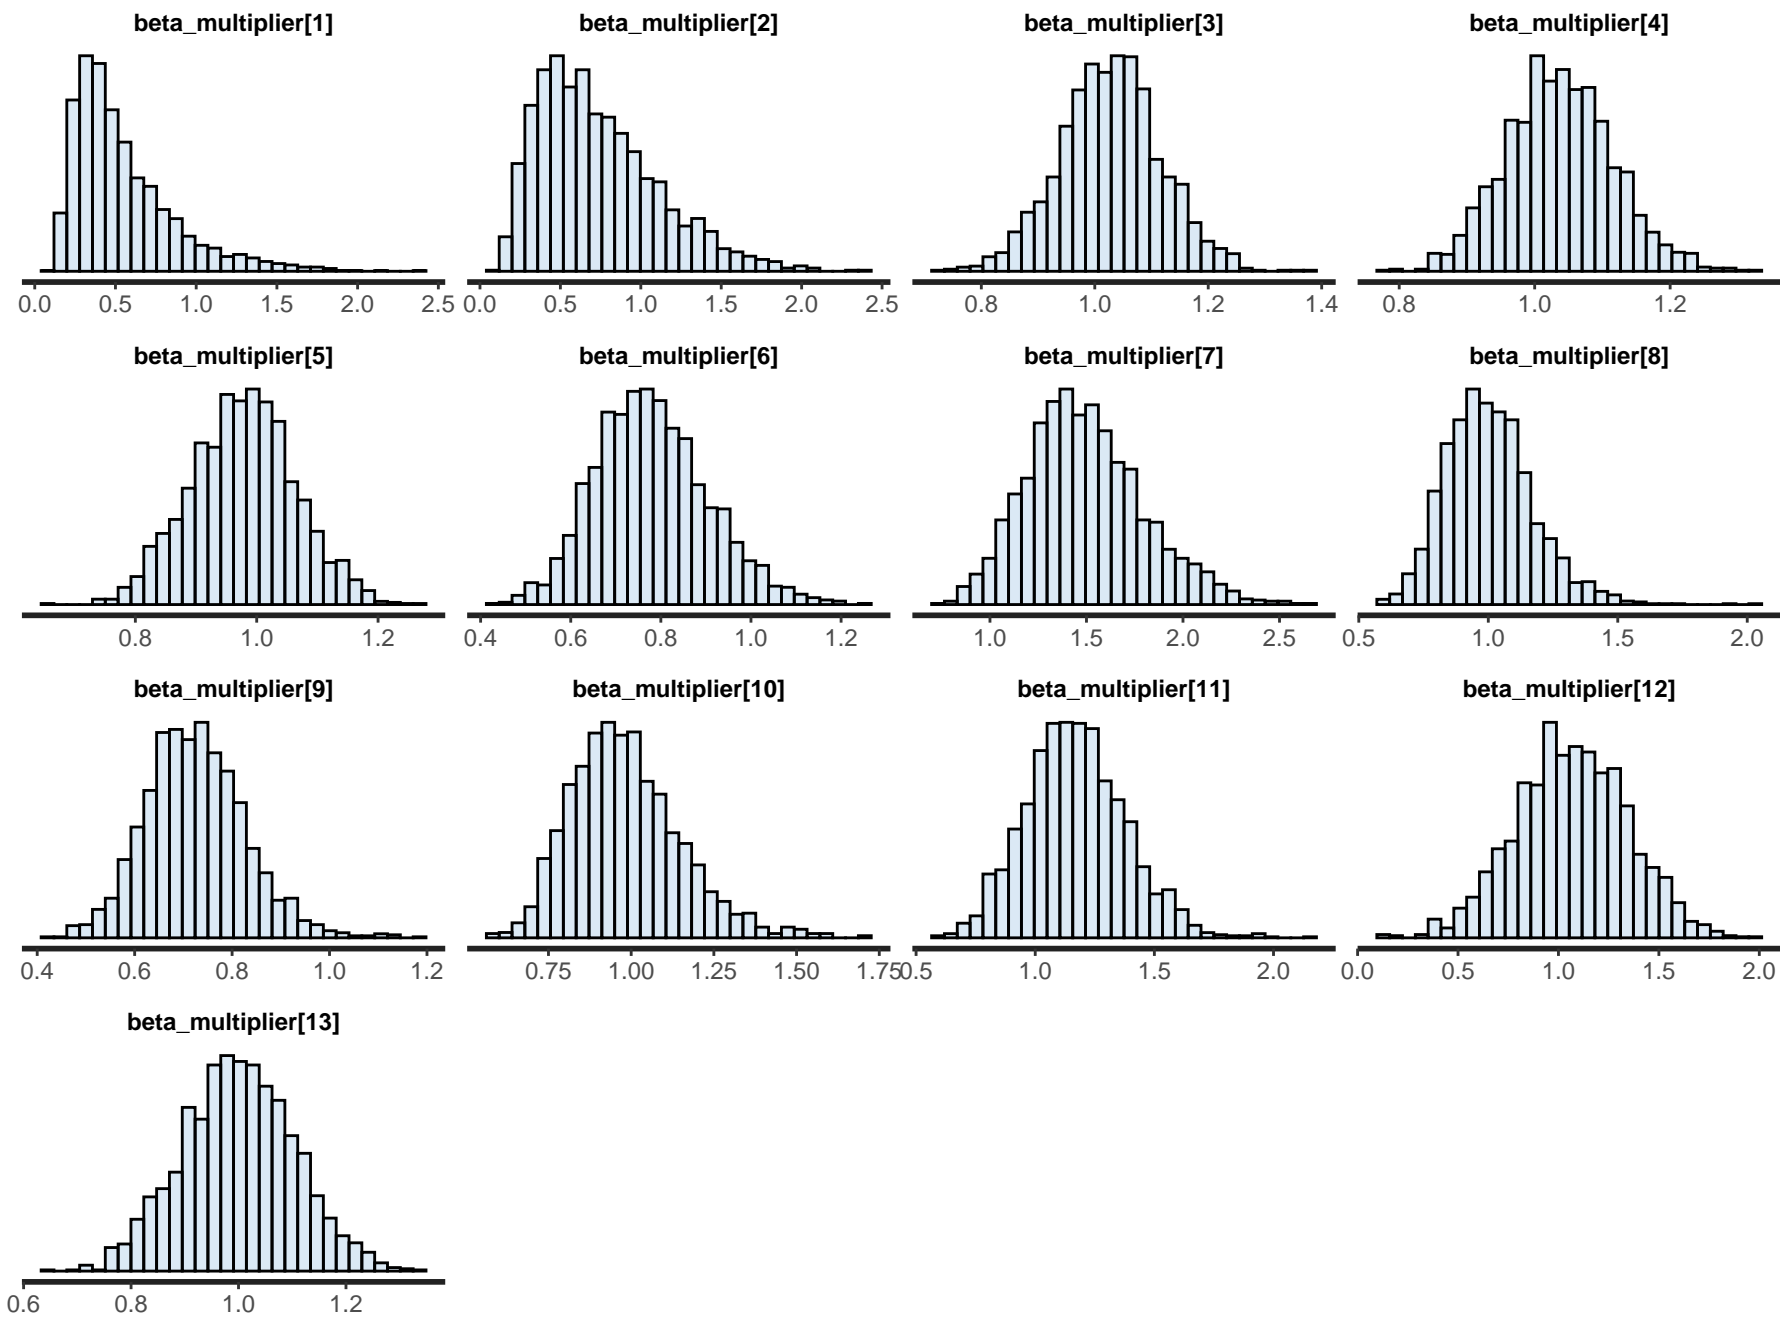 beta_multiplier[1] beta_multiplier[2] beta_multiplier[3] beta_multiplier[4]
0.0 0.5 1.0 1.5 2.0 2.5 0.0 0.5 1.0 1.5 2.0 2.5 0.8 1.0 1.2 1.4 0.8 1.0 1.2
beta_multiplier[5] beta_multiplier[6] beta_multiplier[7] beta_multiplier[8]
0.8 1.0 1.2 0.4 0.6 0.8 1.0 1.2 1.0 1.5 2.0 2.5 0.5 1.0 1.5 2.0
beta_multiplier[9] beta_multiplier[10] beta_multiplier[11] beta_multiplier[12]
0.4 0.6 0.8 1.0 1.2 0.75 1.00 1.25 1.50 1.75 0.5 1.0 1.5 2.0 0.0 0.5 1.0 1.5 2.0
beta_multiplier[13]
0.6 0.8 1.0 1.2